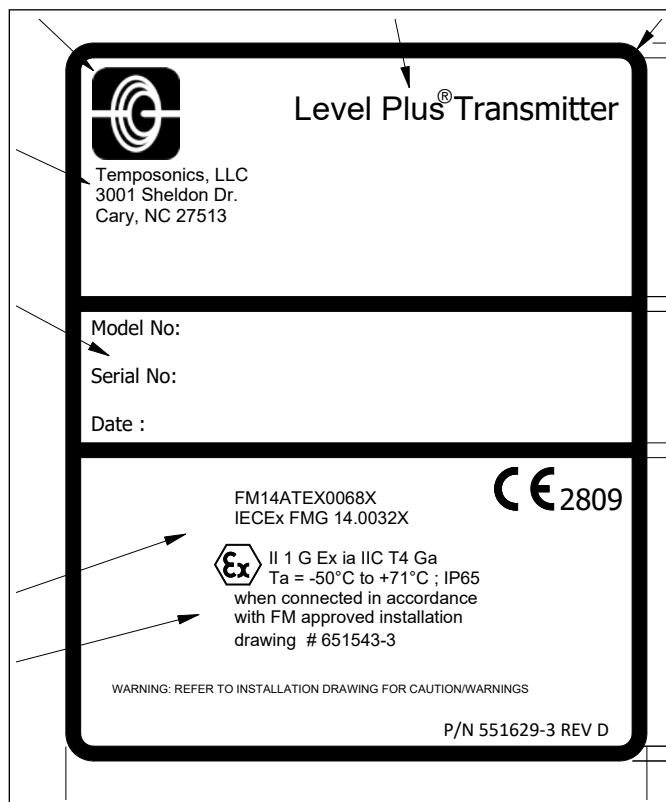 Level Plus® Transmitter
Temposonics, LLC
3001 Sheldon Dr.
Cary, NC 27513
Model No:
Serial No:
Date :
CE 2809
FM14ATEX0068X
IECEx FMG 14.0032X
Ex II 1 G Ex ia IIC T4 Ga
Ta = -50°C to +71°C ; IP65
when connected in accordance
with FM approved installation
drawing # 651543-3
WARNING: REFER TO INSTALLATION DRAWING FOR CAUTION/WARNINGS
P/N 551629-3 REV D